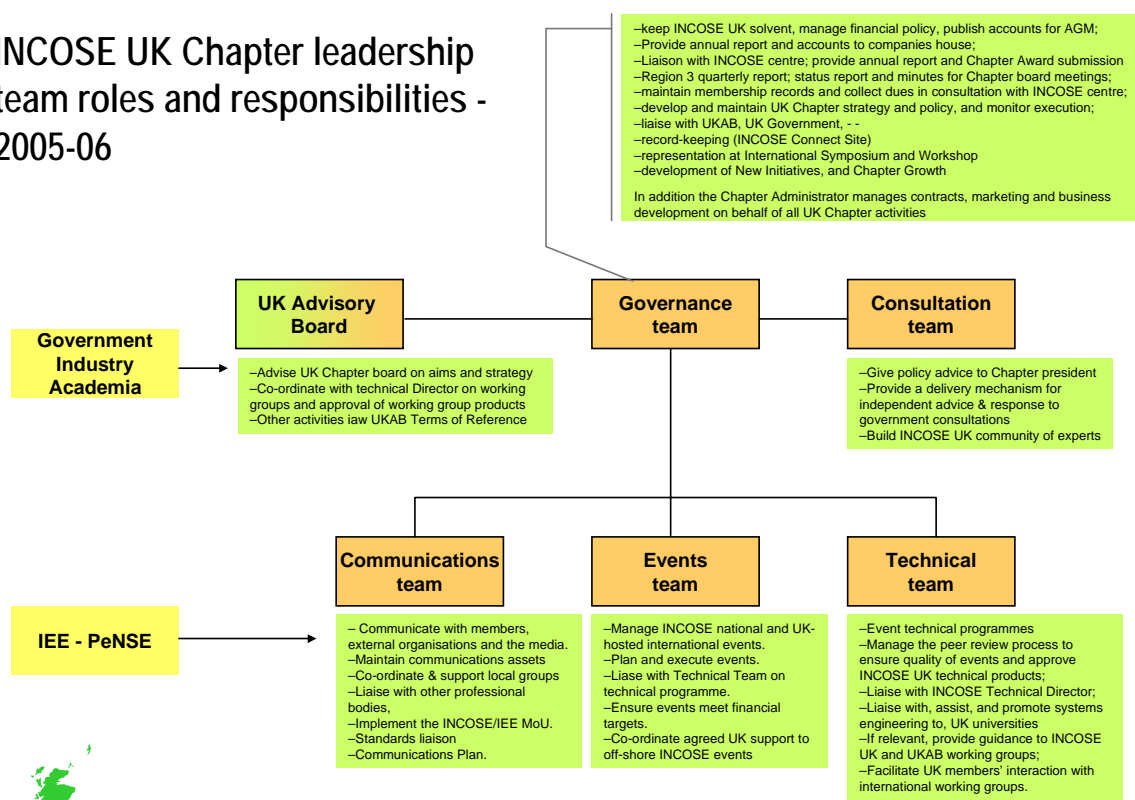 INCOSE UK Chapter leadership
team roles and responsibilities -
2005-06
–keep INCOSE UK solvent, manage financial policy, publish accounts for AGM;
–Provide annual report and accounts to companies house;
–Liaison with INCOSE centre; provide annual report and Chapter Award submission
–Region 3 quarterly report; status report and minutes for Chapter board meetings;
–maintain membership records and collect dues in consultation with INCOSE centre;
–develop and maintain UK Chapter strategy and policy, and monitor execution;
–liaise with UKAB, UK Government, - -
–record-keeping (INCOSE Connect Site)
–representation at International Symposium and Workshop
–development of New Initiatives, and Chapter Growth
In addition the Chapter Administrator manages contracts, marketing and business
development on behalf of all UK Chapter activities
Government
Industry
Academia
UK Advisory
Board
–Advise UK Chapter board on aims and strategy
–Co-ordinate with technical Director on working
groups and approval of working group products
–Other activities iaw UKAB Terms of Reference
Governance
team
Consultation
team
–Give policy advice to Chapter president
–Provide a delivery mechanism for
independent advice & response to
government consultations
–Build INCOSE UK community of experts
IEE - PeNSE
Communications
team
– Communicate with members,
external organisations and the media.
–Maintain communications assets
–Co-ordinate & support local groups
–Liaise with other professional
bodies,
–Implement the INCOSE/IEE MoU.
–Standards liaison
–Communications Plan.
Events
team
–Manage INCOSE national and UK-
hosted international events.
–Plan and execute events.
–Liase with Technical Team on
technical programme.
–Ensure events meet financial
targets.
–Co-ordinate agreed UK support to
off-shore INCOSE events
Technical
team
–Event technical programmes
–Manage the peer review process to
ensure quality of events and approve
INCOSE UK technical products;
–Liaise with INCOSE Technical Director;
–Liaise with, assist, and promote systems
engineering to, UK universities
–If relevant, provide guidance to INCOSE
UK and UKAB working groups;
–Facilitate UK members' interaction with
international working groups.